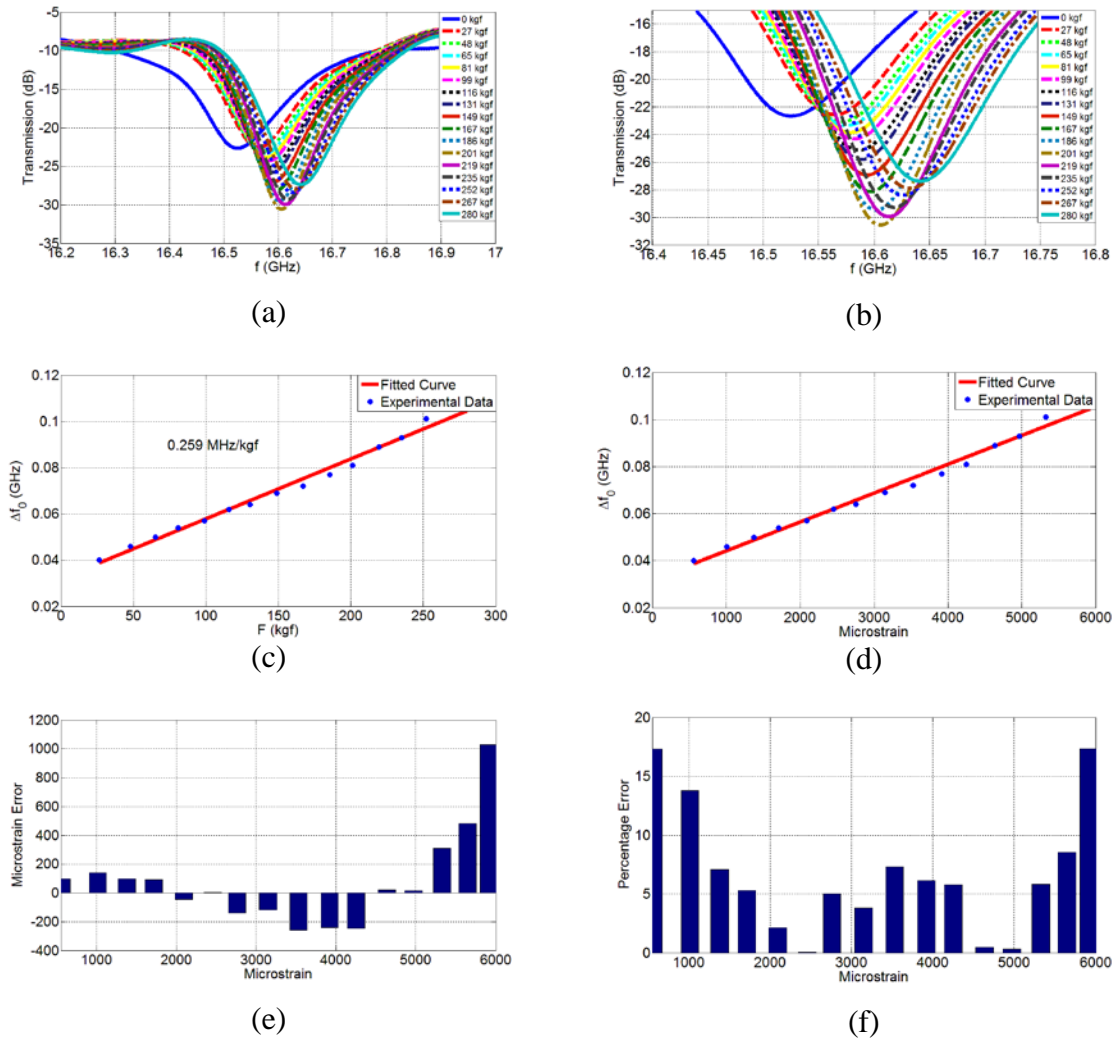 -5
-10
-15
-20
-25
-30
-35
16.2 16.3 16.4 16.5 16.6 16.7 16.8 16.9 17
Transmission (dB)
f (GHz)
0 kgf
27 kgf
48 kgf
65 kgf
81 kgf
99 kgf
116 kgf
131 kgf
149 kgf
167 kgf
186 kgf
201 kgf
219 kgf
235 kgf
252 kgf
267 kgf
280 kgf
(a)
-16
-18
-20
-22
-24
-26
-28
-30
-32
16.4 16.45 16.5 16.55 16.6 16.65 16.7 16.75 16.8
Transmission (dB)
f (GHz)
0 kgf
27 kgf
48 kgf
65 kgf
81 kgf
99 kgf
116 kgf
131 kgf
149 kgf
167 kgf
186 kgf
201 kgf
219 kgf
235 kgf
252 kgf
267 kgf
280 kgf
(b)
0.12
0.1
0.08
0.06
0.04
0.02
0 50 100 150 200 250 300
Δf0 (GHz)
F (kgf)
Fitted Curve
Experimental Data
0.259 MHz/kgf
(c)
0.12
0.1
0.08
0.06
0.04
0.02
0 1000 2000 3000 4000 5000 6000
Δf0 (GHz)
Microstrain
Fitted Curve
Experimental Data
(d)
1200
1000
800
600
400
200
0
-200
-400
1000 2000 3000 4000 5000 6000
Microstrain Error
Microstrain
(e)
20
15
10
5
0
1000 2000 3000 4000 5000 6000
Percentage Error
Microstrain
(f)